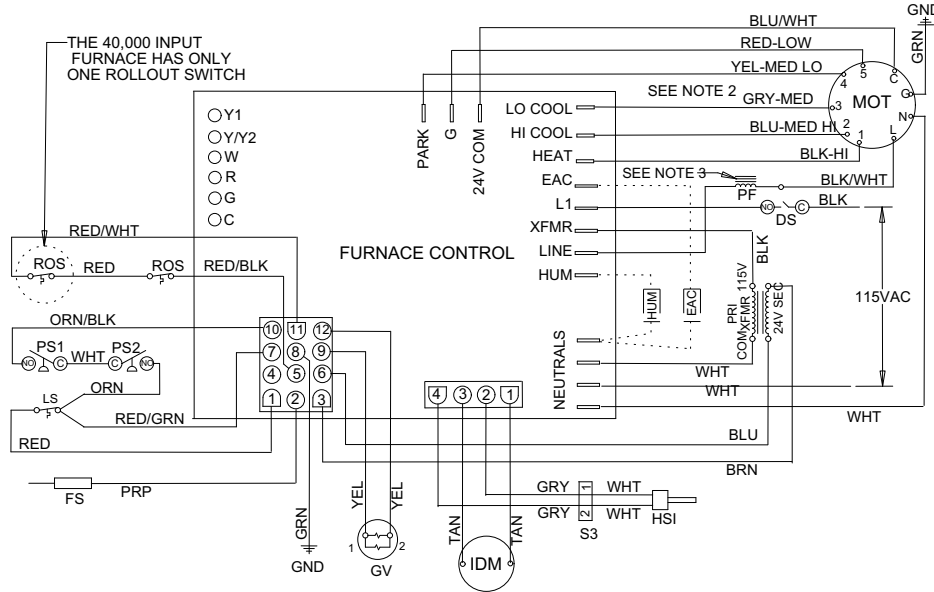 GND
BLU/WHT
RED-LOW
GRN
THE 40,000 INPUT
FURNACE HAS ONLY
ONE ROLLOUT SWITCH
YEL-MED LO
5
C
4
G
SEE NOTE 2
GRY-MED
3
MOT
N
LO COOL
Y1
BLU-MED HI
2
1
L
HI COOL
Y/Y2
PARK
G
24V COM
W
HEAT
BLK-HI
R
SEE NOTE 3
EAC
BLK/WHT
G
PF
L1
NO
DS
C
BLK
C
RED/WHT
XFMR
FURNACE CONTROL
LINE
BLK
ROS
RED
ROS
RED/BLK
HUM
115V
HUM
EAC
PRI
XFMR
24V SEC
COM
115VAC
ORN/BLK
10
11
12
PS1
PS2
NO
C
WHT
C
NO
7
8
9
4
5
6
NEUTRALS
WHT
ORN
WHT
LS
1
2
3
4
3
2
1
WHT
RED/GRN
RED
BLU
BRN
FS
PRP
GRN
YEL
YEL
GRY
1
WHT
GRY
2
WHT
HSI
S3
TAN
TAN
GND
1
2
GV
IDM